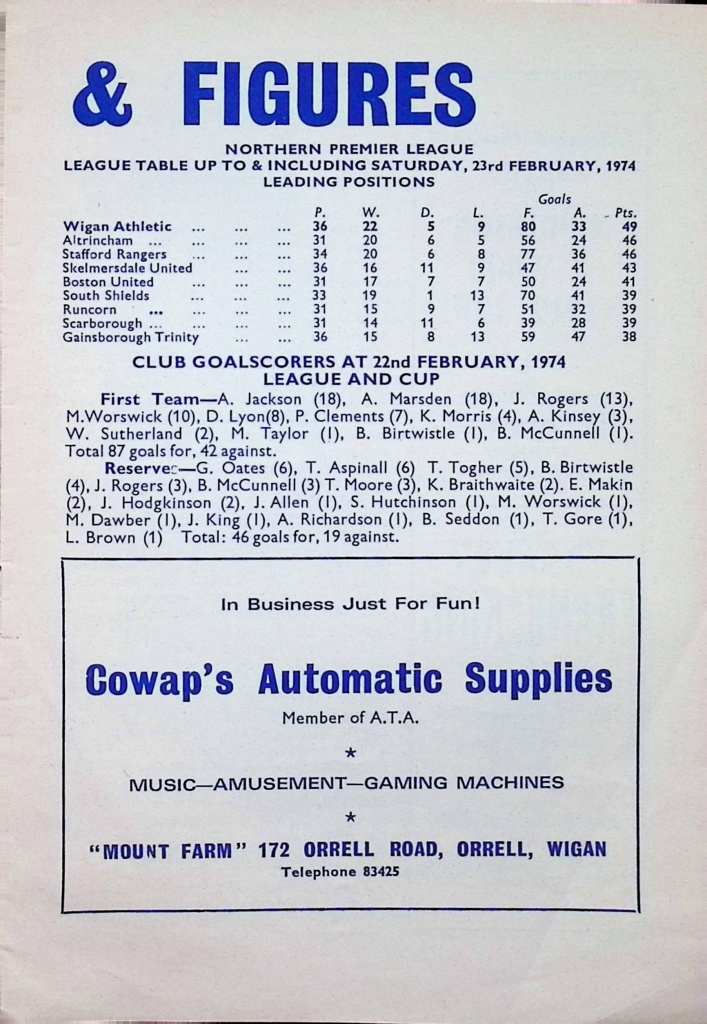 & FIGURES
NORTHERN PREMIER LEAGUE
LEAGUE TABLE UP TO & INCLUDING SATURDAY, 23rd FEBRUARY, 1974
LEADING POSITIONS
Goals
P. W. D. L. F. A. Pts.
Wigan Athletic ... ... ... 36 22 5 9 80 33 49
Altrincham ... ... ... ... 31 20 6 5 56 24 46
Stafford Rangers ... ... ... 34 20 6 8 77 36 46
Skelmersdale United ... ... 36 16 11 9 47 41 43
Boston United ... ... ... 31 17 7 7 50 24 41
South Shields ... ... ... 33 19 1 13 70 41 39
Runcorn ... ... ... ... 31 15 9 7 51 32 39
Scarborough ... ... ... ... 31 14 11 6 39 28 39
Gainsborough Trinity ... ... 36 15 8 13 59 47 38
CLUB GOALSCORERS AT 22nd FEBRUARY, 1974
LEAGUE AND CUP
First Team—A. Jackson (18), A. Marsden (18), J. Rogers (13),
M.Worswick (10), D. Lyon(8), P. Clements (7), K. Morris (4), A. Kinsey (3),
W. Sutherland (2), M. Taylor (1), B. Birtwistle (1), B. McCunnell (1).
Total 87 goals for, 42 against.
Reserves—G. Oates (6), T. Aspinall (6) T. Togher (5), B. Birtwistle
(4), J. Rogers (3), B. McCunnell (3) T. Moore (3), K. Braithwaite (2). E. Makin
(2), J. Hodgkinson (2), J. Allen (1), S. Hutchinson (1), M. Worswick (1),
M. Dawber (1), J. King (1), A. Richardson (1), B. Seddon (1), T. Gore (1),
L. Brown (1) Total: 46 goals for, 19 against.
In Business Just For Fun!
Cowap's Automatic Supplies
Member of A.T.A.
*
MUSIC—AMUSEMENT—GAMING MACHINES
*
"MOUNT FARM" 172 ORRELL ROAD, ORRELL, WIGAN
Telephone 83425